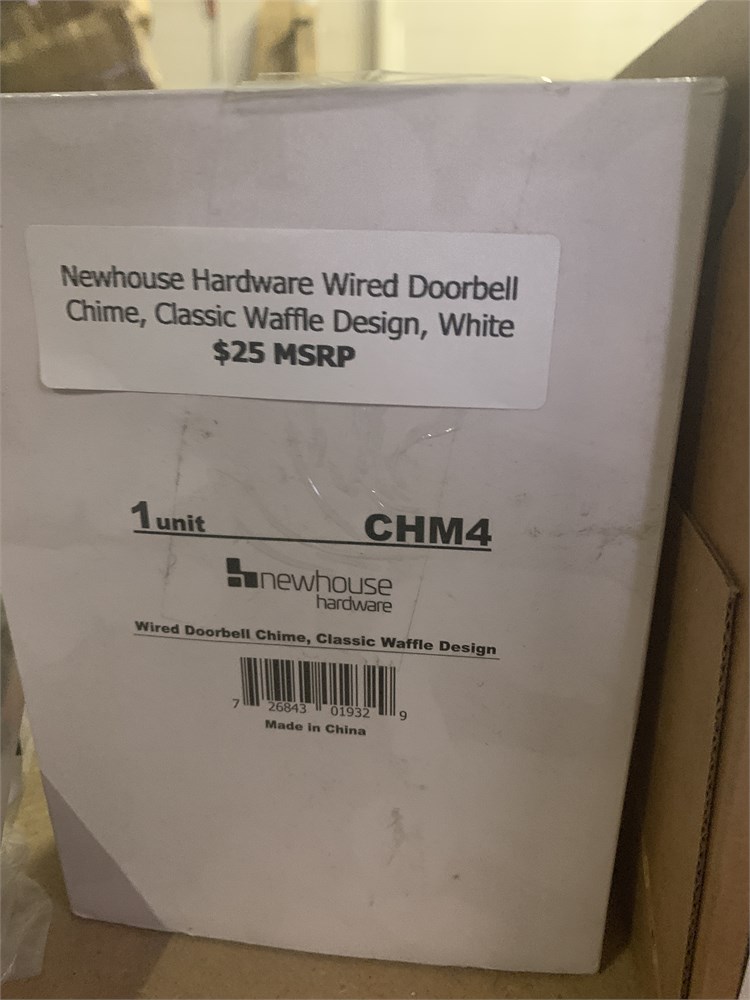 Newhouse Hardware Wired Doorbell
Chime, Classic Waffle Design, White
$25 MSRP
1 unit CHM4
newhouse
hardware
Wired Doorbell Chime, Classic Waffle Design
7 26843 01932 9
Made in China